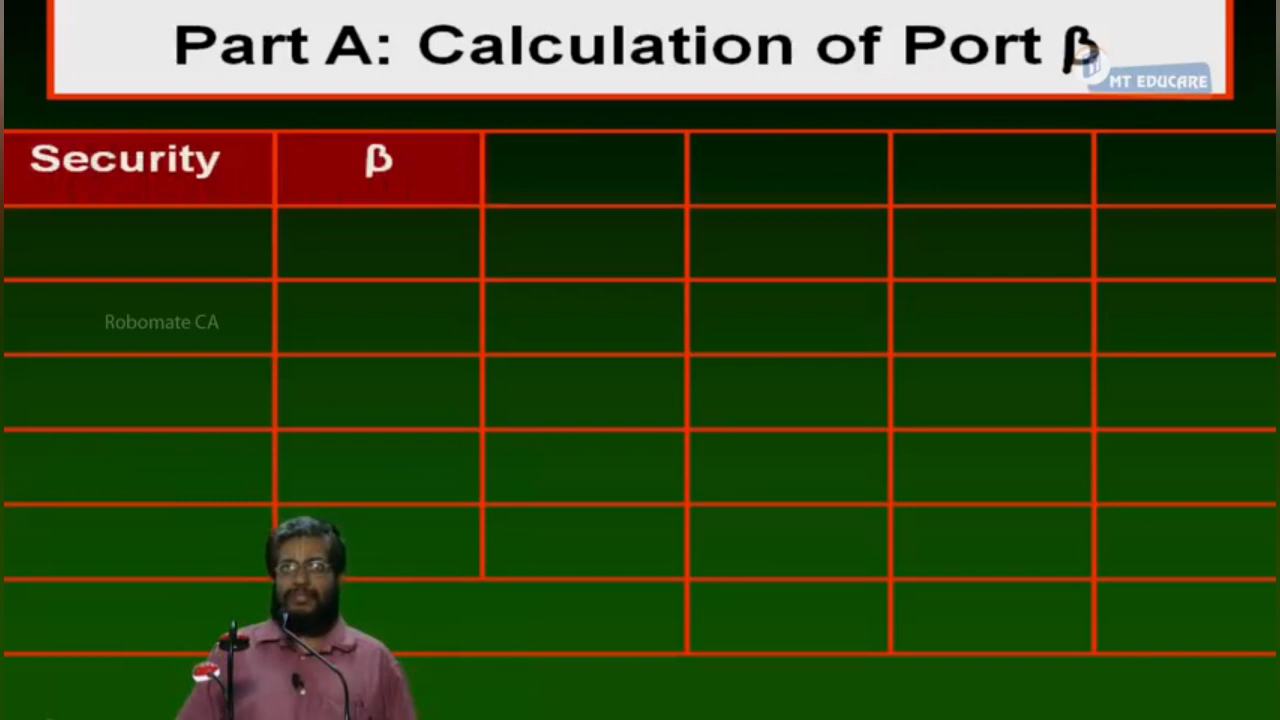 Part A: Calculation of Port β
MT EDUCARE
Security β
Robomate CA